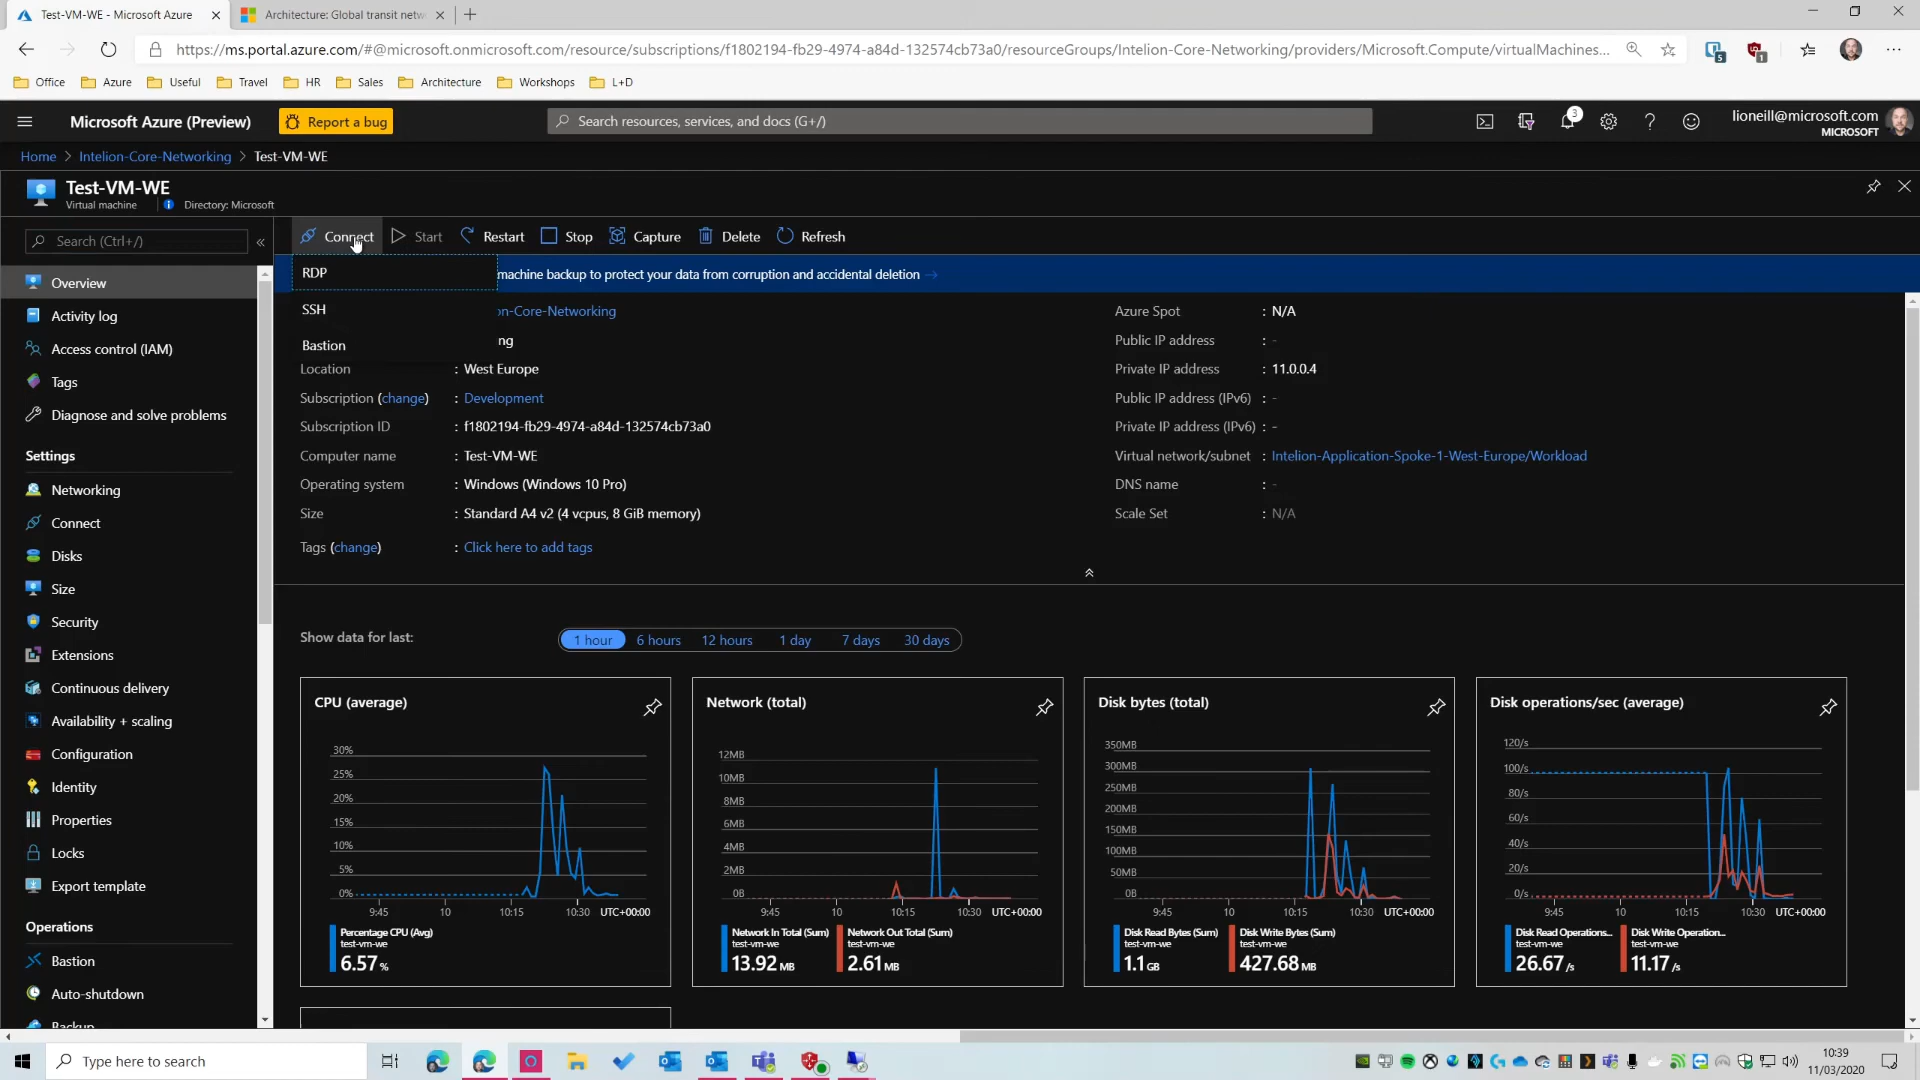 Test-VM-WE - Microsoft Azure
Architecture: Global transit netw
https://ms.portal.azure.com/#@microsoft.onmicrosoft.com/resource/subscriptions/f1802194-fb29-4974-a84d-132574cb73a0/resourceGroups/Intelion-Core-Networking/providers/Microsoft.Compute/virtualMachines...
5
1
Office Azure Useful Travel HR Sales Architecture Workshops L+D
Microsoft Azure (Preview)
Report a bug
Search resources, services, and docs (G+/)
3
lioneill@microsoft.com
MICROSOFT
Home > Intelion-Core-Networking > Test-VM-WE
Test-VM-WE
Virtual machine
Directory: Microsoft
Search (Ctrl+/)
«
Connect Start Restart Stop Capture Delete Refresh
RDP
SSH
Bastion
machine backup to protect your data from corruption and accidental deletion →
Overview
Activity log
Access control (IAM)
Tags
Diagnose and solve problems
Settings
Networking
Connect
Disks
Size
Security
Extensions
Continuous delivery
Availability + scaling
Configuration
Identity
Properties
Locks
Export template
Operations
Bastion
Auto-shutdown
Backup
on-Core-Networking
ng
Location : West Europe
Subscription (change) : Development
Subscription ID : f1802194-fb29-4974-a84d-132574cb73a0
Computer name : Test-VM-WE
Operating system : Windows (Windows 10 Pro)
Size : Standard A4 v2 (4 vcpus, 8 GiB memory)
Tags (change) : Click here to add tags
Azure Spot : N/A
Public IP address : -
Private IP address : 11.0.0.4
Public IP address (IPv6) : -
Private IP address (IPv6) : -
Virtual network/subnet : Intelion-Application-Spoke-1-West-Europe/Workload
DNS name : -
Scale Set : N/A
Show data for last:
1 hour 6 hours 12 hours 1 day 7 days 30 days
CPU (average)
30%
25%
20%
15%
10%
5%
0%
9:45 10 10:15 10:30 UTC+00:00
Percentage CPU (Avg)
test-vm-we
6.57 %
Network (total)
12MB
10MB
8MB
6MB
4MB
2MB
0B
9:45 10 10:15 10:30 UTC+00:00
Network In Total (Sum)
test-vm-we
13.92 MB
Network Out Total (Sum)
test-vm-we
2.61 MB
Disk bytes (total)
350MB
300MB
250MB
200MB
150MB
100MB
50MB
0B
9:45 10 10:15 10:30 UTC+00:00
Disk Read Bytes (Sum)
test-vm-we
1.1 GB
Disk Write Bytes (Sum)
test-vm-we
427.68 MB
Disk operations/sec (average)
120/s
100/s
80/s
60/s
40/s
20/s
0/s
9:45 10 10:15 10:30 UTC+00:00
Disk Read Operations...
test-vm-we
26.67 /s
Disk Write Operation...
test-vm-we
11.17 /s
Type here to search
10:39
11/03/2020